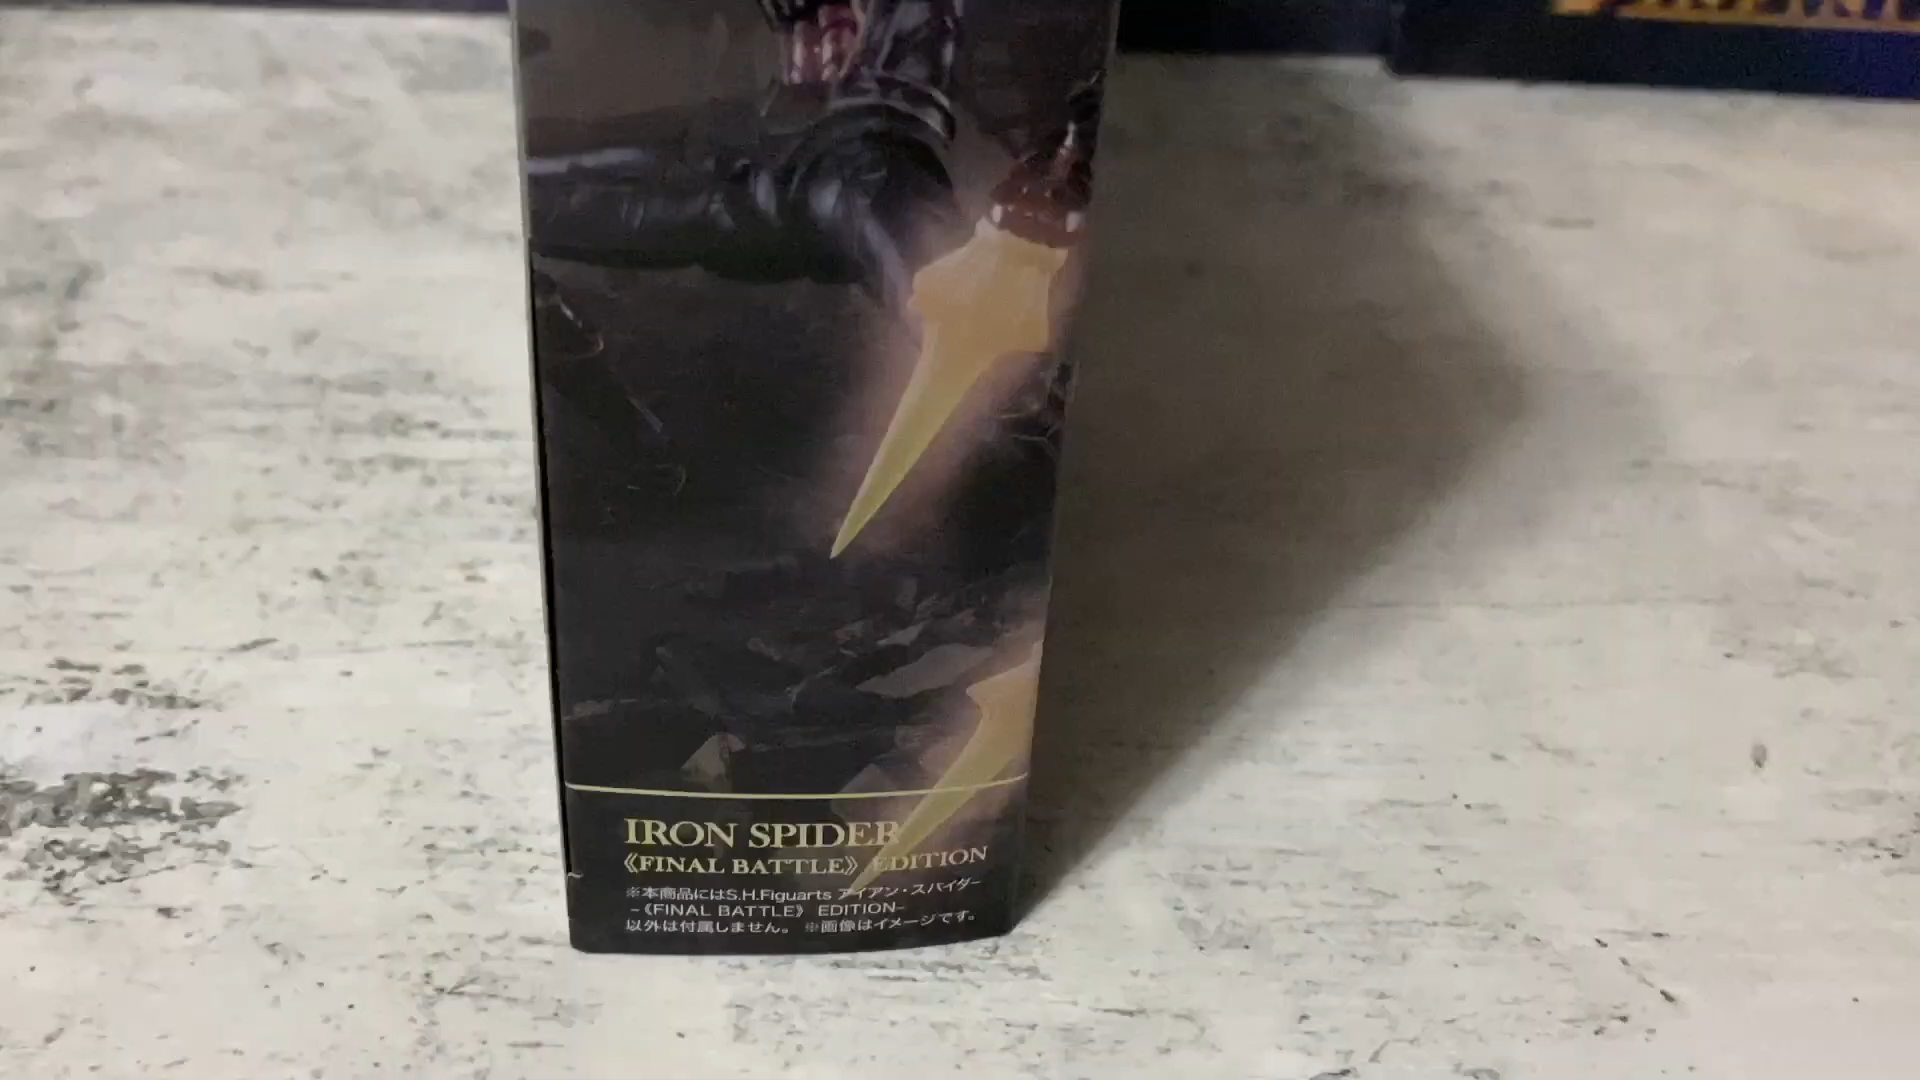 IRON SPIDER
《FINAL BATTLE》 EDITION
※本商品にはS.H.Figuarts アイアン・スパイダー
-《FINAL BATTLE》 EDITION-
以外は付属しません。 ※画像はイメージです。